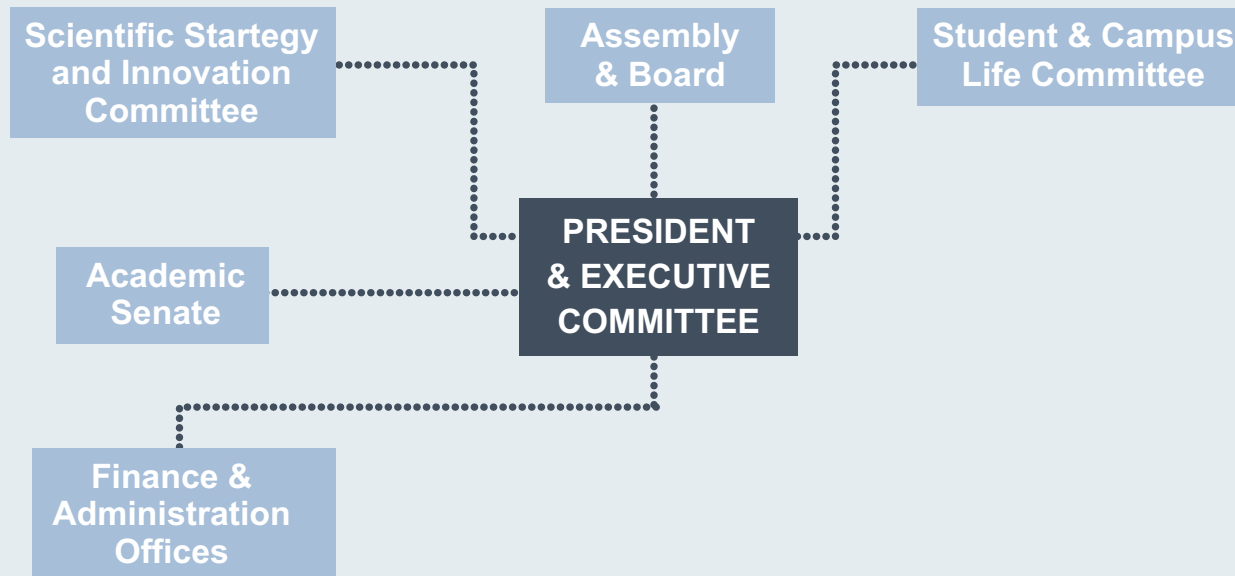 Scientific Startegy
and Innovation
Committee
Assembly
& Board
Student & Campus
Life Committee
PRESIDENT
& EXECUTIVE
COMMITTEE
Academic
Senate
Finance &
Administration
Offices